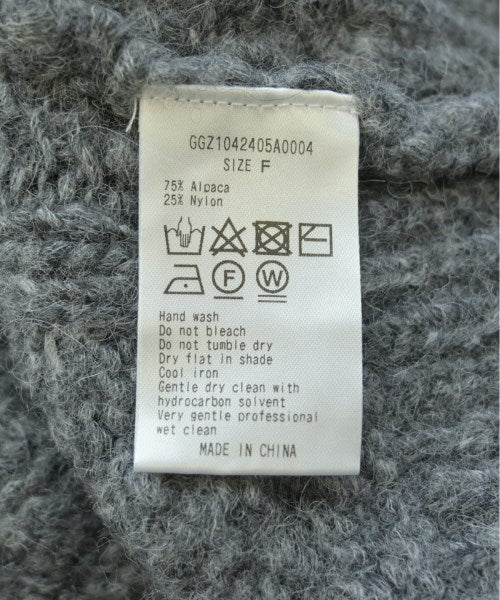 GGZ1042405A0004
SIZE F
75% Alpaca
25% Nylon
F W
Hand wash
Do not bleach
Do not tumble dry
Dry flat in shade
Cool iron
Gentle dry clean with
hydrocarbon solvent
Very gentle professional
wet clean
MADE IN CHINA